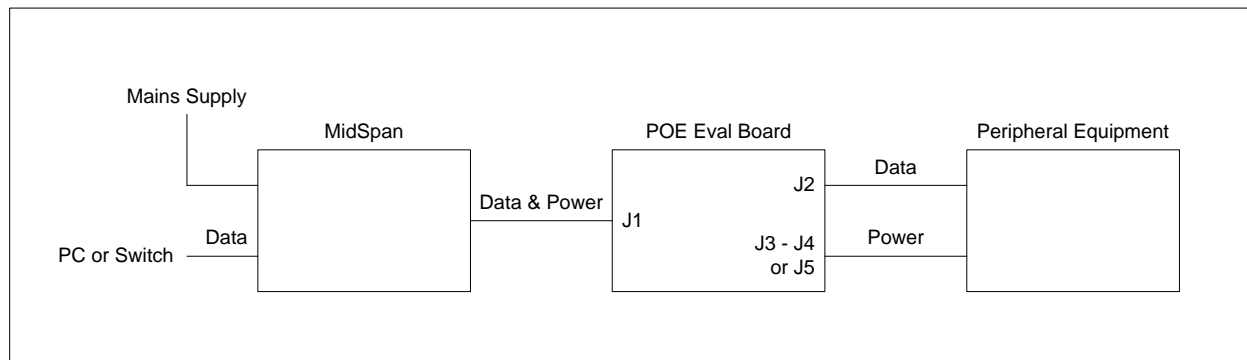 Mains Supply
MidSpan
POE Eval Board
Peripheral Equipment
J2
Data
Data & Power
J1
Data
PC or Switch
J3 - J4
or J5
Power